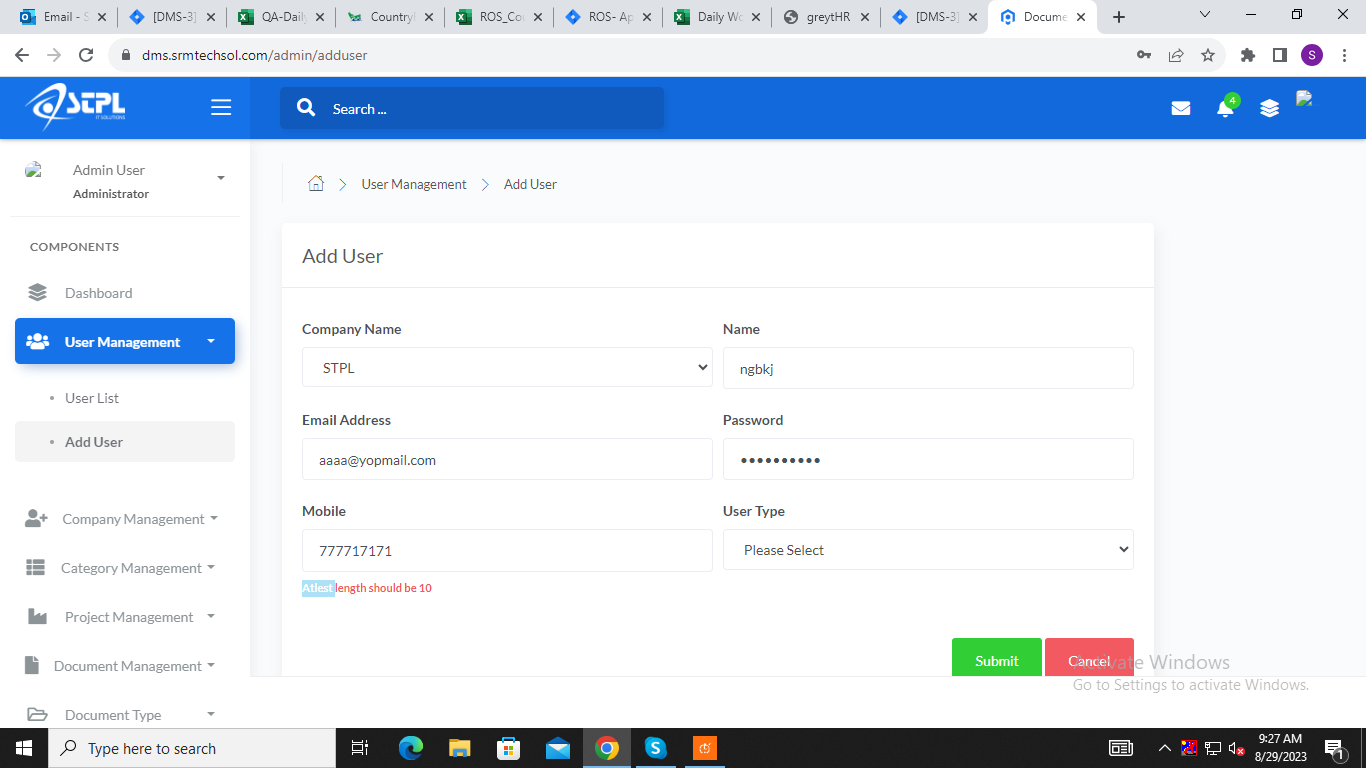 Email - S
[DMS-3]
QA-Daily
Country
ROS_Cou
ROS- Ap
Daily Wo
greytHR
[DMS-3]
Docume
dms.srmtechsol.com/admin/adduser
S
STPL
IT SOLUTIONS
Search ...
4
Admin User
Administrator
User Management
Add User
COMPONENTS
Dashboard
User Management
User List
Add User
Company Management
Category Management
Project Management
Document Management
Document Type
Add User
Company Name
Name
STPL
ngbkj
Email Address
Password
aaaa@yopmail.com
••••••••••
Mobile
User Type
777717171
Please Select
Atlest length should be 10
Submit
Cancel
Activate Windows
Go to Settings to activate Windows.
Type here to search
9:27 AM
8/29/2023
1